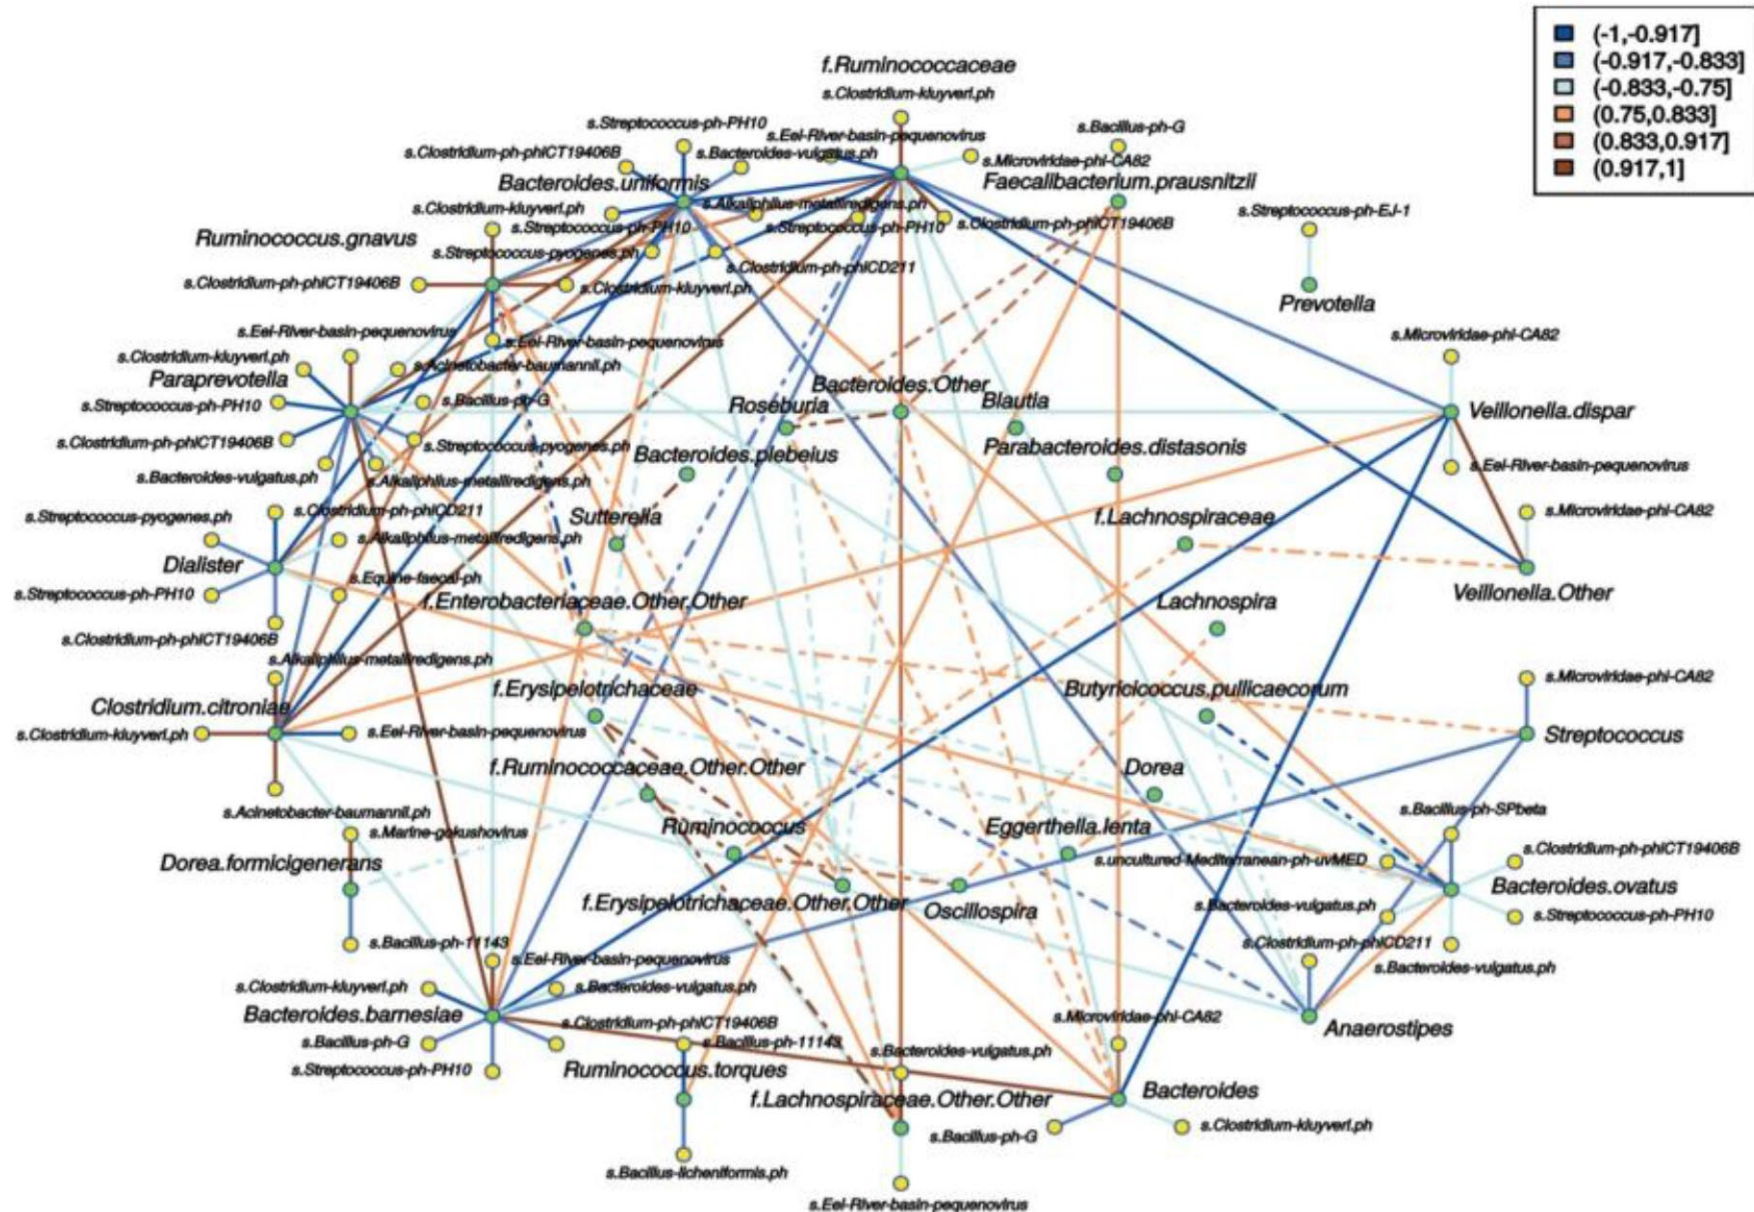 (-1,-0.917]
(-0.917,-0.833]
(-0.833,-0.75]
(0.75,0.833]
(0.833,0.917]
(0.917,1]
f.Ruminococcaceae
s.Clostridium-kluyveri.ph
s.Streptococcus-ph-PH10
s.Eel-River-basin-pequenovirus
s.Bacillus-ph-G
s.Clostridium-ph-phiCT19406B
s.Bacteroides-vulgatus.ph
s.Microviridae-phi-CA82
Bacteroides.uniformis
Faecalibacterium.prausnitzii
s.Clostridium-kluyveri.ph
s.Alkaliphilus-metalliredigens.ph
s.Streptococcus-ph-EJ-1
s.Streptococcus-ph-PH10
s.Streptococcus-ph-PH10
s.Clostridium-ph-phiCT19406B
Ruminococcus.gnavus
s.Streptococcus-pyogenes.ph
s.Clostridium-ph-phiCD211
s.Clostridium-ph-phiCT19406B
s.Clostridium-kluyveri.ph
Prevotella
s.Eel-River-basin-pequenovirus
s.Eel-River-basin-pequenovirus
s.Microviridae-phi-CA82
s.Clostridium-kluyveri.ph
s.Acinetobacter-baumannii.ph
Paraprevotella
Bacteroides.Other
s.Streptococcus-ph-PH10
s.Bacillus-ph-G
Roseburia
Blautia
Veillonella.dispar
s.Clostridium-ph-phiCT19406B
s.Streptococcus-pyogenes.ph
Bacteroides.plebeius
Parabacteroides.distasonis
s.Bacteroides-vulgatus.ph
s.Alkaliphilus-metalliredigens.ph
s.Eel-River-basin-pequenovirus
s.Streptococcus-pyogenes.ph
s.Clostridium-ph-phiCD211
Sutterella
f.Lachnospiraceae
s.Microviridae-phi-CA82
s.Alkaliphilus-metalliredigens.ph
Dialister
s.Equine-faecal-ph
s.Streptococcus-ph-PH10
f.Enterobacteriaceae.Other.Other
Lachnospira
Veillonella.Other
s.Clostridium-ph-phiCT19406B
s.Alkaliphilus-metalliredigens.ph
s.Microviridae-phi-CA82
f.Erysipelotrichaceae
Butyricicoccus.pullicaecorum
Clostridium.citroniae
s.Clostridium-kluyveri.ph
s.Eel-River-basin-pequenovirus
Streptococcus
f.Ruminococcaceae.Other.Other
Dorea
s.Acinetobacter-baumannii.ph
s.Bacillus-ph-SPbeta
s.Marine-gokushovirus
Ruminococcus
Eggerthella.lenta
s.Clostridium-ph-phiCT19406B
Dorea.formicigenerans
s.uncultured-Mediterranean-ph-uvMED
Bacteroides.ovatus
f.Erysipelotrichaceae.Other.Other
Oscillospira
s.Bacteroides-vulgatus.ph
s.Streptococcus-ph-PH10
s.Bacillus-ph-11143
s.Clostridium-ph-phiCD211
s.Eel-River-basin-pequenovirus
s.Bacteroides-vulgatus.ph
s.Clostridium-kluyveri.ph
s.Bacteroides-vulgatus.ph
Bacteroides.barnesiae
s.Clostridium-ph-phiCT19406B
s.Microviridae-phi-CA82
Anaerostipes
s.Bacillus-ph-G
s.Bacillus-ph-11143
s.Bacteroides-vulgatus.ph
s.Streptococcus-ph-PH10
Ruminococcus.torques
f.Lachnospiraceae.Other.Other
Bacteroides
s.Bacillus-ph-G
s.Clostridium-kluyveri.ph
s.Bacillus-licheniformis.ph
s.Eel-River-basin-pequenovirus